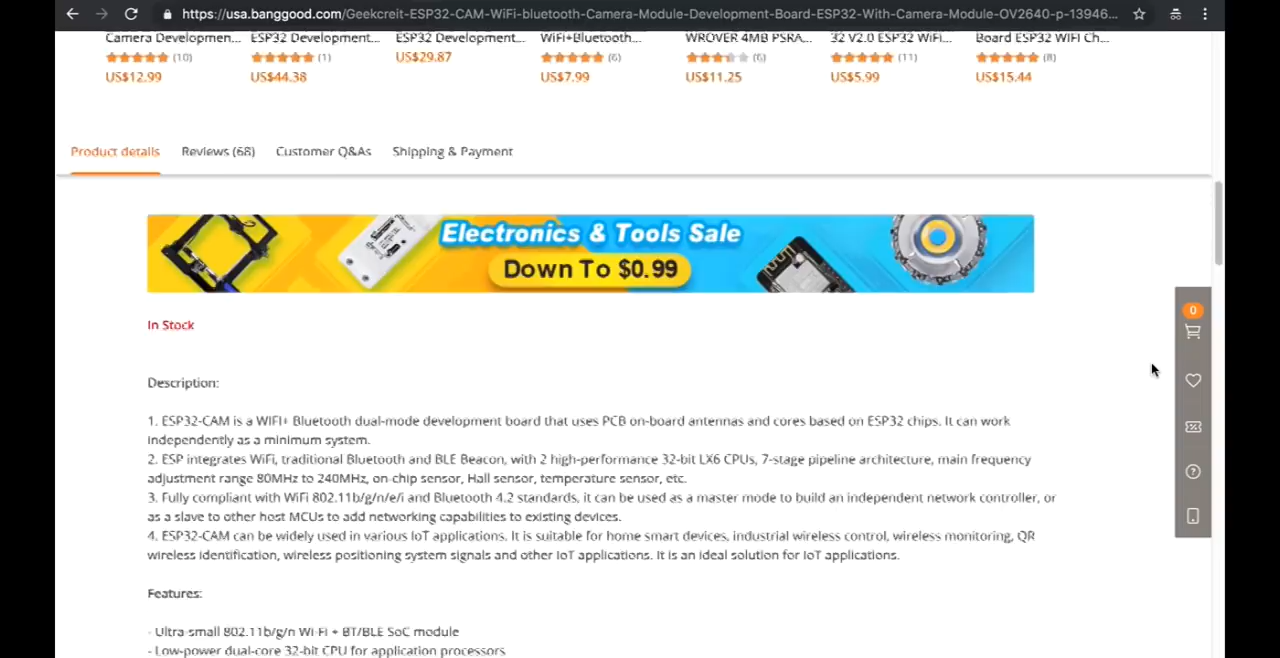 https://usa.banggood.com/Geekcreit-ESP32-CAM-WiFi-bluetooth-Camera-Module-Development-Board-ESP32-With-Camera-Module-OV2640-p-13946...
Camera Developmen... ESP32 Development... ESP32 Development... WiFi+Bluetooth... WROVER 4MB PSRA... 32 V2.0 ESP32 WiFi... Board ESP32 WIFI Ch...
(10) (1) US$29.87 (6) (6) (11) (8)
US$12.99 US$44.38 US$7.99 US$11.25 US$5.99 US$15.44
Product details Reviews (68) Customer Q&As Shipping & Payment
Electronics & Tools Sale
Down To $0.99
0
In Stock
Description:
1. ESP32-CAM is a WIFI+ Bluetooth dual-mode development board that uses PCB on-board antennas and cores based on ESP32 chips. It can work
independently as a minimum system.
2. ESP integrates WiFi, traditional Bluetooth and BLE Beacon, with 2 high-performance 32-bit LX6 CPUs, 7-stage pipeline architecture, main frequency
adjustment range 80MHz to 240MHz, on-chip sensor, Hall sensor, temperature sensor, etc.
3. Fully compliant with WiFi 802.11b/g/n/e/i and Bluetooth 4.2 standards, it can be used as a master mode to build an independent network controller, or
as a slave to other host MCUs to add networking capabilities to existing devices.
4. ESP32-CAM can be widely used in various IoT applications. It is suitable for home smart devices, industrial wireless control, wireless monitoring, QR
wireless identification, wireless positioning system signals and other IoT applications. It is an ideal solution for IoT applications.
Features:
- Ultra-small 802.11b/g/n Wi-Fi + BT/BLE SoC module
- Low-power dual-core 32-bit CPU for application processors